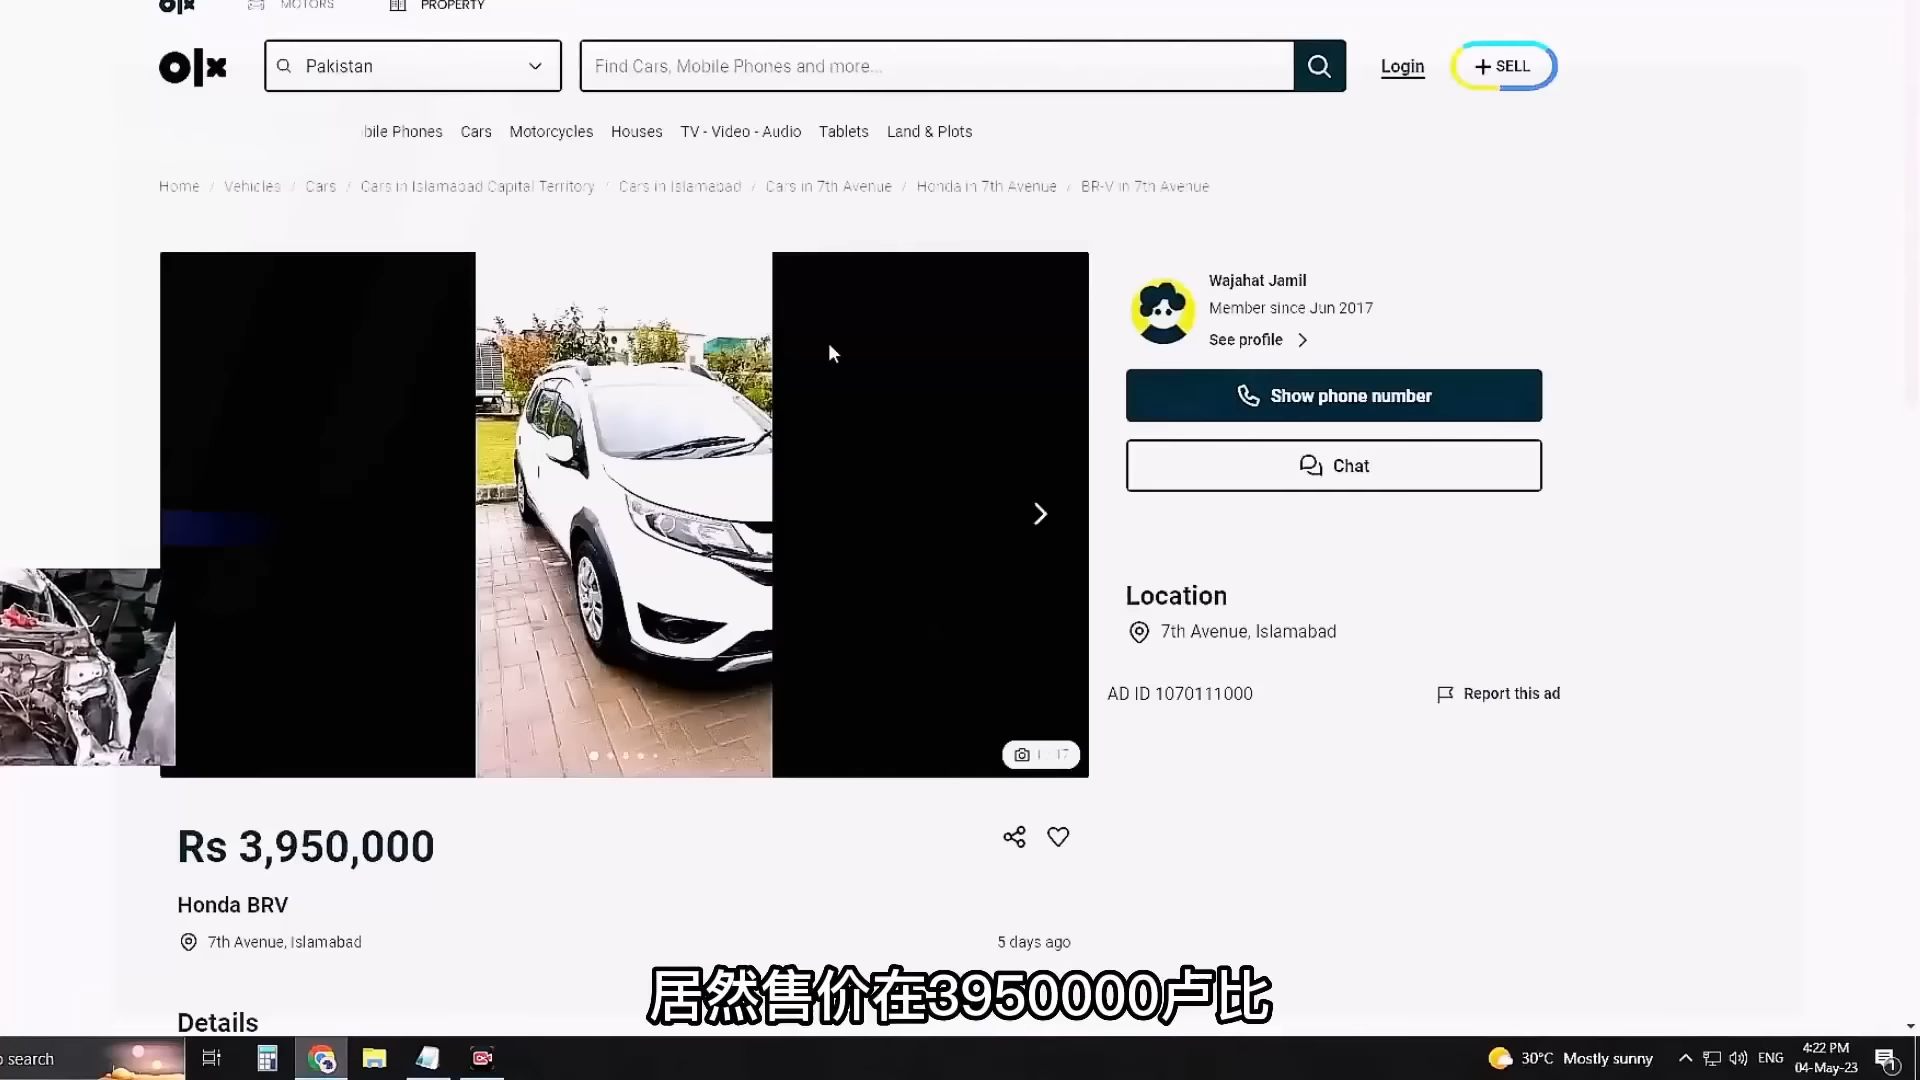 olx
MOTORS
PROPERTY
olx
Pakistan
Find Cars, Mobile Phones and more...
Login
+ SELL
bile Phones Cars Motorcycles Houses TV - Video - Audio Tablets Land & Plots
Home / Vehicles / Cars / Cars in Islamabad Capital Territory / Cars in Islamabad / Cars in 7th Avenue / Honda in 7th Avenue / BR-V in 7th Avenue
Wajahat Jamil
Member since Jun 2017
See profile
Show phone number
Chat
Location
7th Avenue, Islamabad
AD ID 1070111000
Report this ad
1 / 17
Rs 3,950,000
Honda BRV
7th Avenue, Islamabad
5 days ago
居然售价在3950000卢比
Details
o search
30°C Mostly sunny
ENG
4:22 PM
04-May-23
1